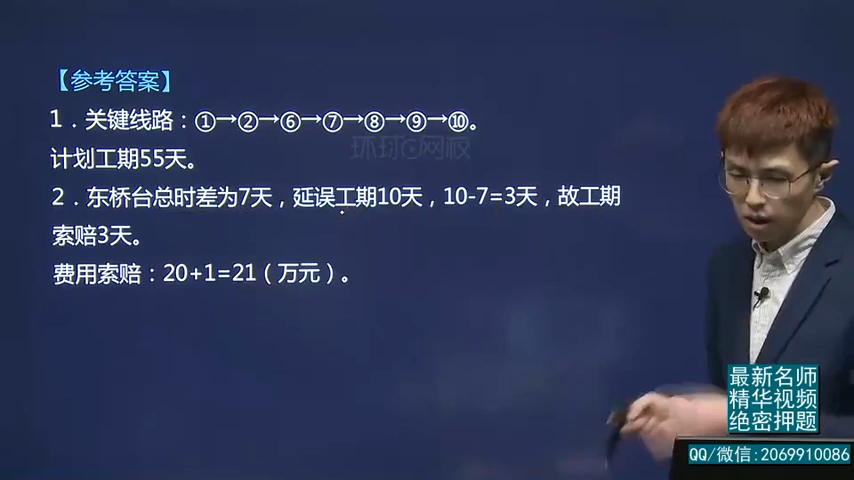 【参考答案】
1．关键线路：①→②→⑥→⑦→⑧→⑨→⑩。
计划工期55天。
环球网校
2．东桥台总时差为7天，延误工期10天，10-7=3天，故工期
索赔3天。
费用索赔：20+1=21（万元）。
最新名师
精华视频
绝密押题
QQ/微信:2069910086